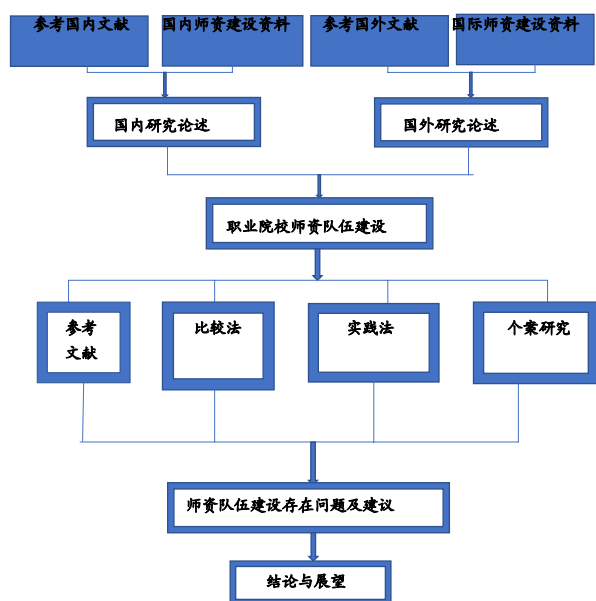 参考国内文献
国内师资建设资料
参考国外文献
国际师资建设资料
国内研究论述
国外研究论述
职业院校师资队伍建设
参考
文献
比较法
实践法
个案研究
师资队伍建设存在问题及建议
结论与展望